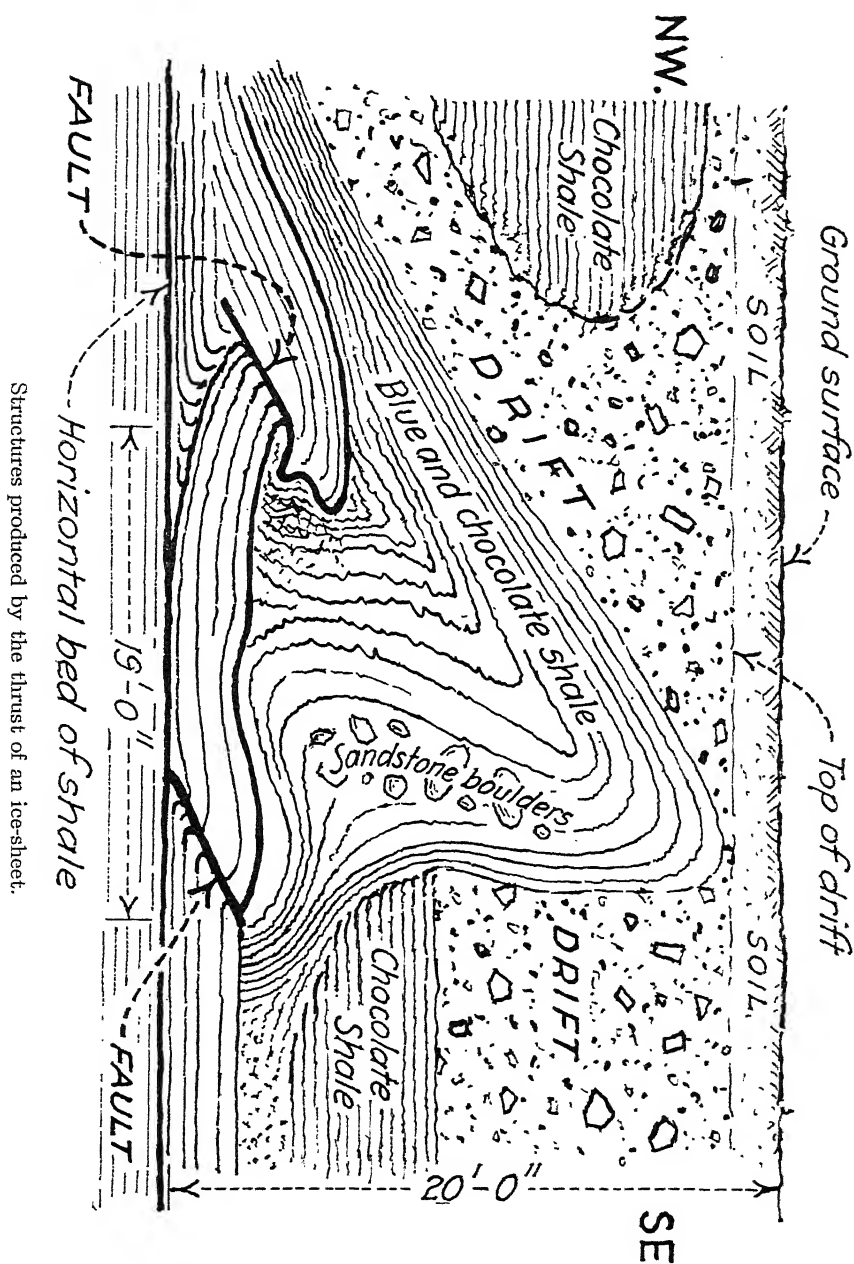 NW.
SE
Ground surface
Top of drift
SOIL
SOIL
Chocolate
Shale
DRIFT
Blue and chocolate shale
Sandstone boulders
DRIFT
Chocolate
Shale
20'-0"
FAULT
19'-0"
FAULT
Horizontal bed of shale
Structures produced by the thrust of an ice-sheet.